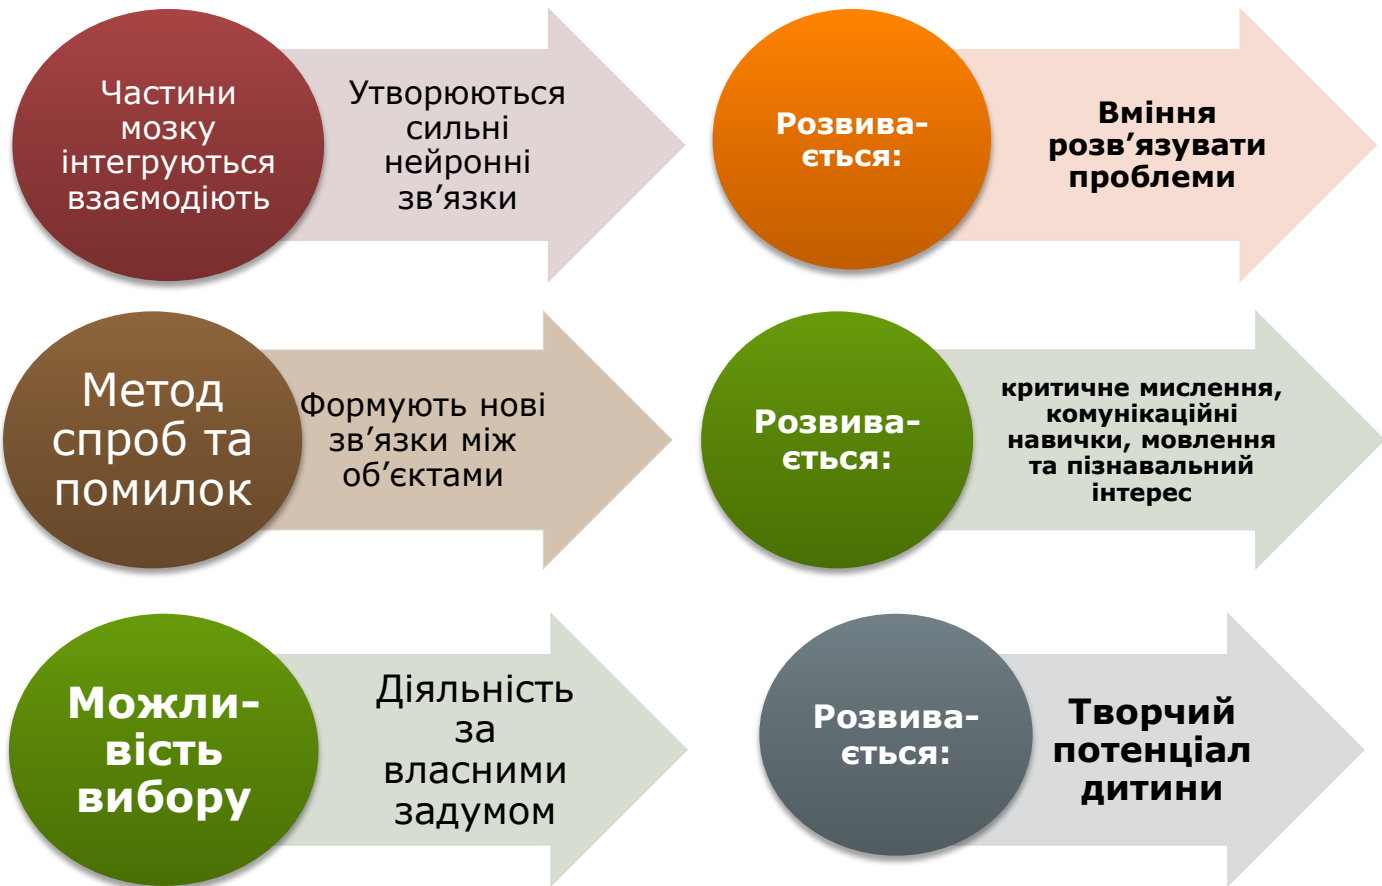 Частини
мозку
інтегруються
взаємодіють
Утворюються
сильні
нейронні
зв’язки
Розвива-
ється:
Вміння
розв’язувати
проблеми
Метод
спроб та
помилок
Формують нові
зв’язки між
об’єктами
Розвива-
ється:
критичне мислення,
комунікаційні
навички, мовлення
та пізнавальний
інтерес
Можли-
вість
вибору
Діяльність
за
власними
задумом
Розвива-
ється:
Творчий
потенціал
дитини